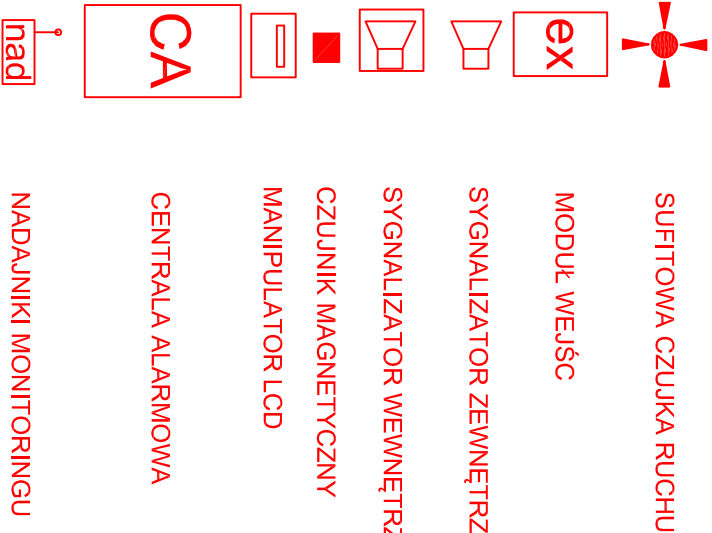 SUFITOWA CZUJKA RUCHU
ex MODUŁ WEJŚC
SYGNALIZATOR ZEWNĘTRZ
SYGNALIZATOR WEWNĘTRZ
CZUJNIK MAGNETYCZNY
MANIPULATOR LCD
CA CENTRALA ALARMOWA
nad NADAJNIKI MONITORINGU